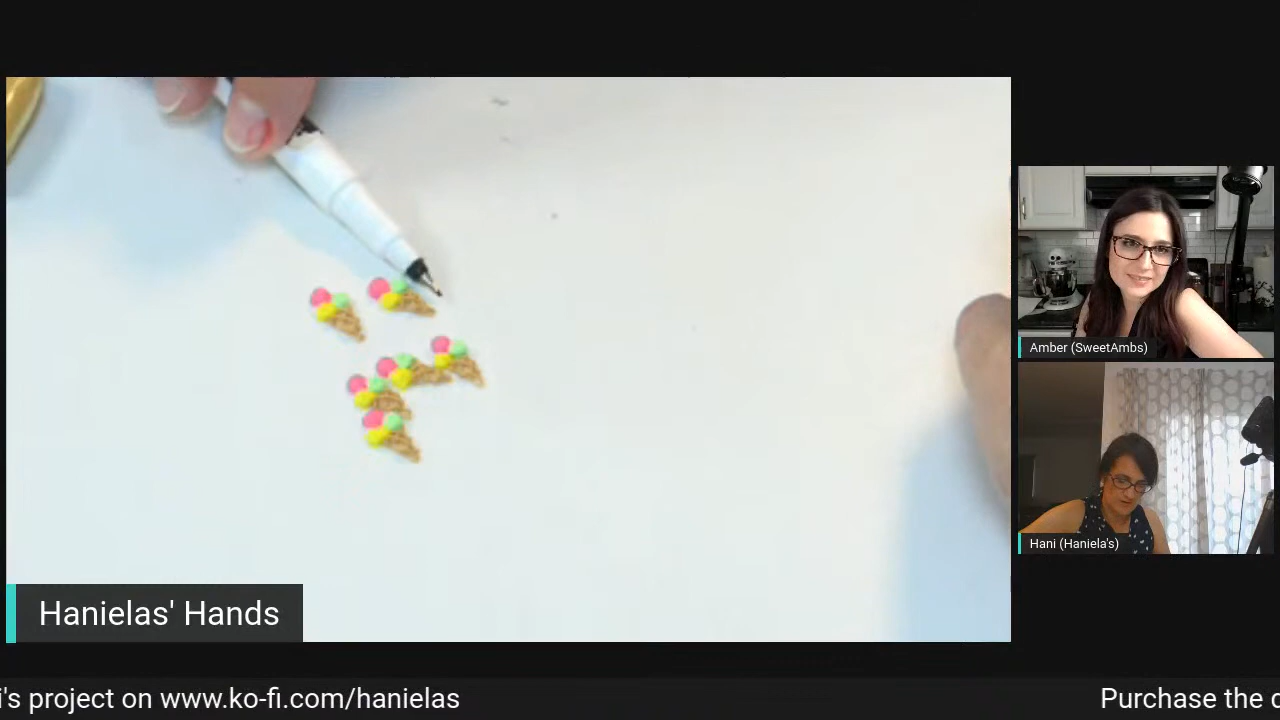 Amber (SweetAmbs)
Hani (Haniela's)
Hanielas' Hands
i's project on www.ko-fi.com/hanielas
Purchase the